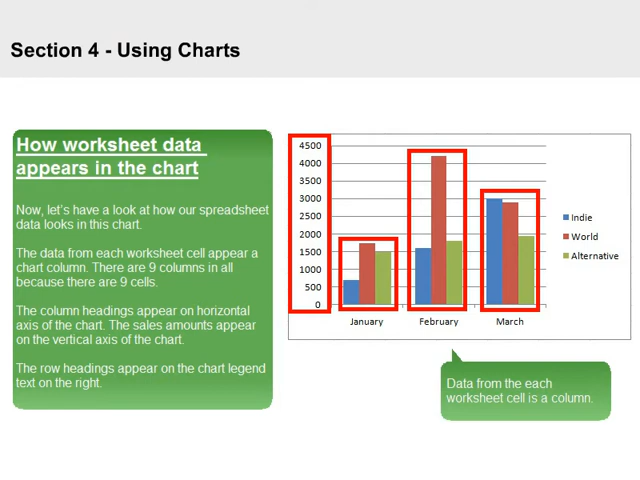 Section 4 - Using Charts
How worksheet data
appears in the chart
Now, let's have a look at how our spreadsheet
data looks in this chart.
The data from each worksheet cell appear a
chart column. There are 9 columns in all
because there are 9 cells.
The column headings appear on horizontal
axis of the chart. The sales amounts appear
on the vertical axis of the chart.
The row headings appear on the chart legend
text on the right.
4500
4000
3500
3000
2500
2000
1500
1000
500
0
January
February
March
Indie
World
Alternative
Data from the each
worksheet cell is a column.